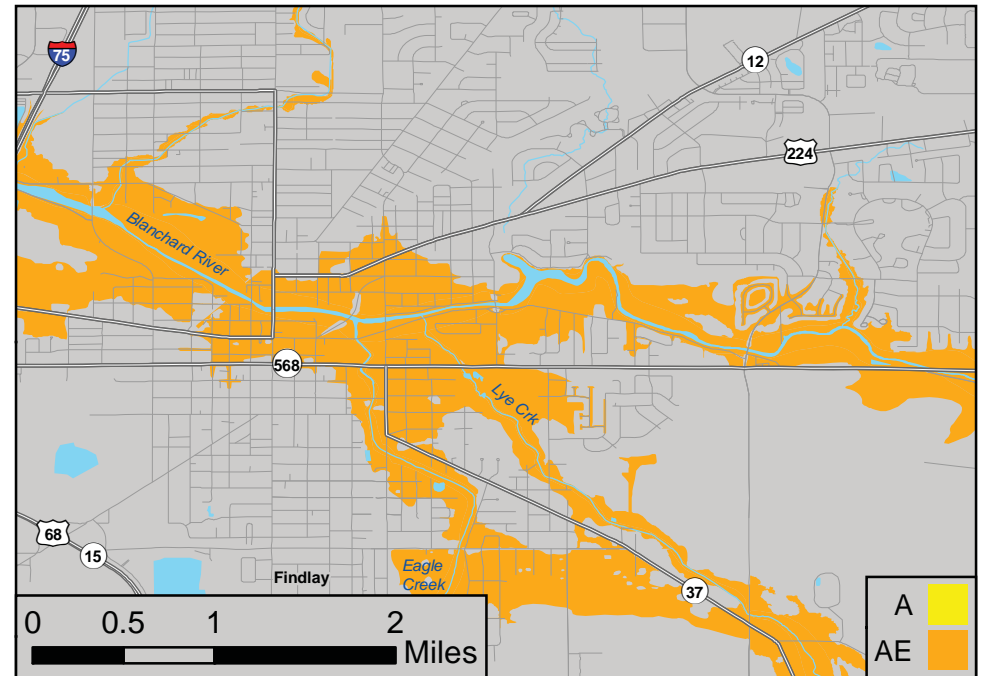 75
12
224
Blanchard River
568
Lye Crk
68
15
Findlay
Eagle
Creek
37
0 0.5 1 2
Miles
A
AE